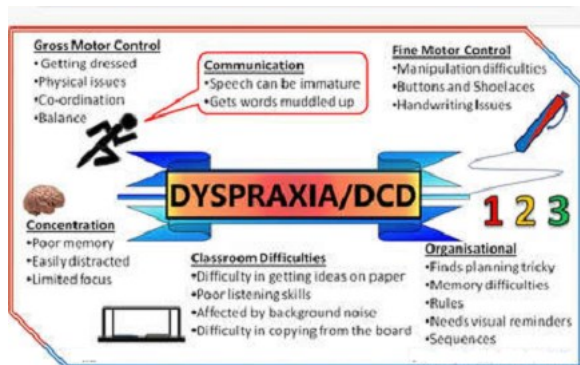 Gross Motor Control
•Getting dressed
•Physical issues
•Co-ordination
•Balance
Communication
•Speech can be immature
•Gets words muddled up
Fine Motor Control
•Manipulation difficulties
•Buttons and Shoelaces
•Handwriting Issues
DYSPRAXIA/DCD
1 2 3
Concentration
•Poor memory
•Easily distracted
•Limited focus
Classroom Difficulties
•Difficulty in getting ideas on paper
•Poor listening skills
•Affected by background noise
•Difficulty in copying from the board
Organisational
•Finds planning tricky
•Memory difficulties
•Rules
•Needs visual reminders
•Sequences